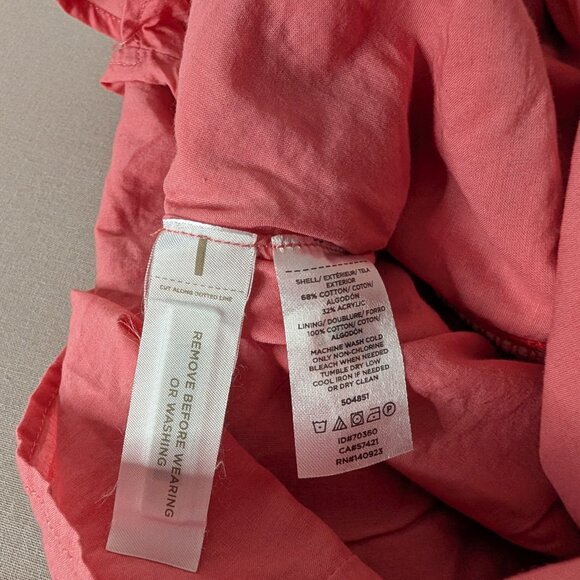 CUT ALONG DOTTED LINE
REMOVE BEFORE WEARING
OR WASHING
SHELL/ EXTÉRIEUR/ TELA
EXTERIOR
68% COTTON/ COTON/
ALGODÓN
32% ACRYLIC
LINING/ DOUBLURE/ FORRO
100% COTTON/ COTON/
ALGODÓN
MACHINE WASH COLD
ONLY NON-CHLORINE
BLEACH WHEN NEEDED
TUMBLE DRY LOW
COOL IRON IF NEEDED
OR DRY CLEAN
504851
ID#70360
CA#57421
RN#140923